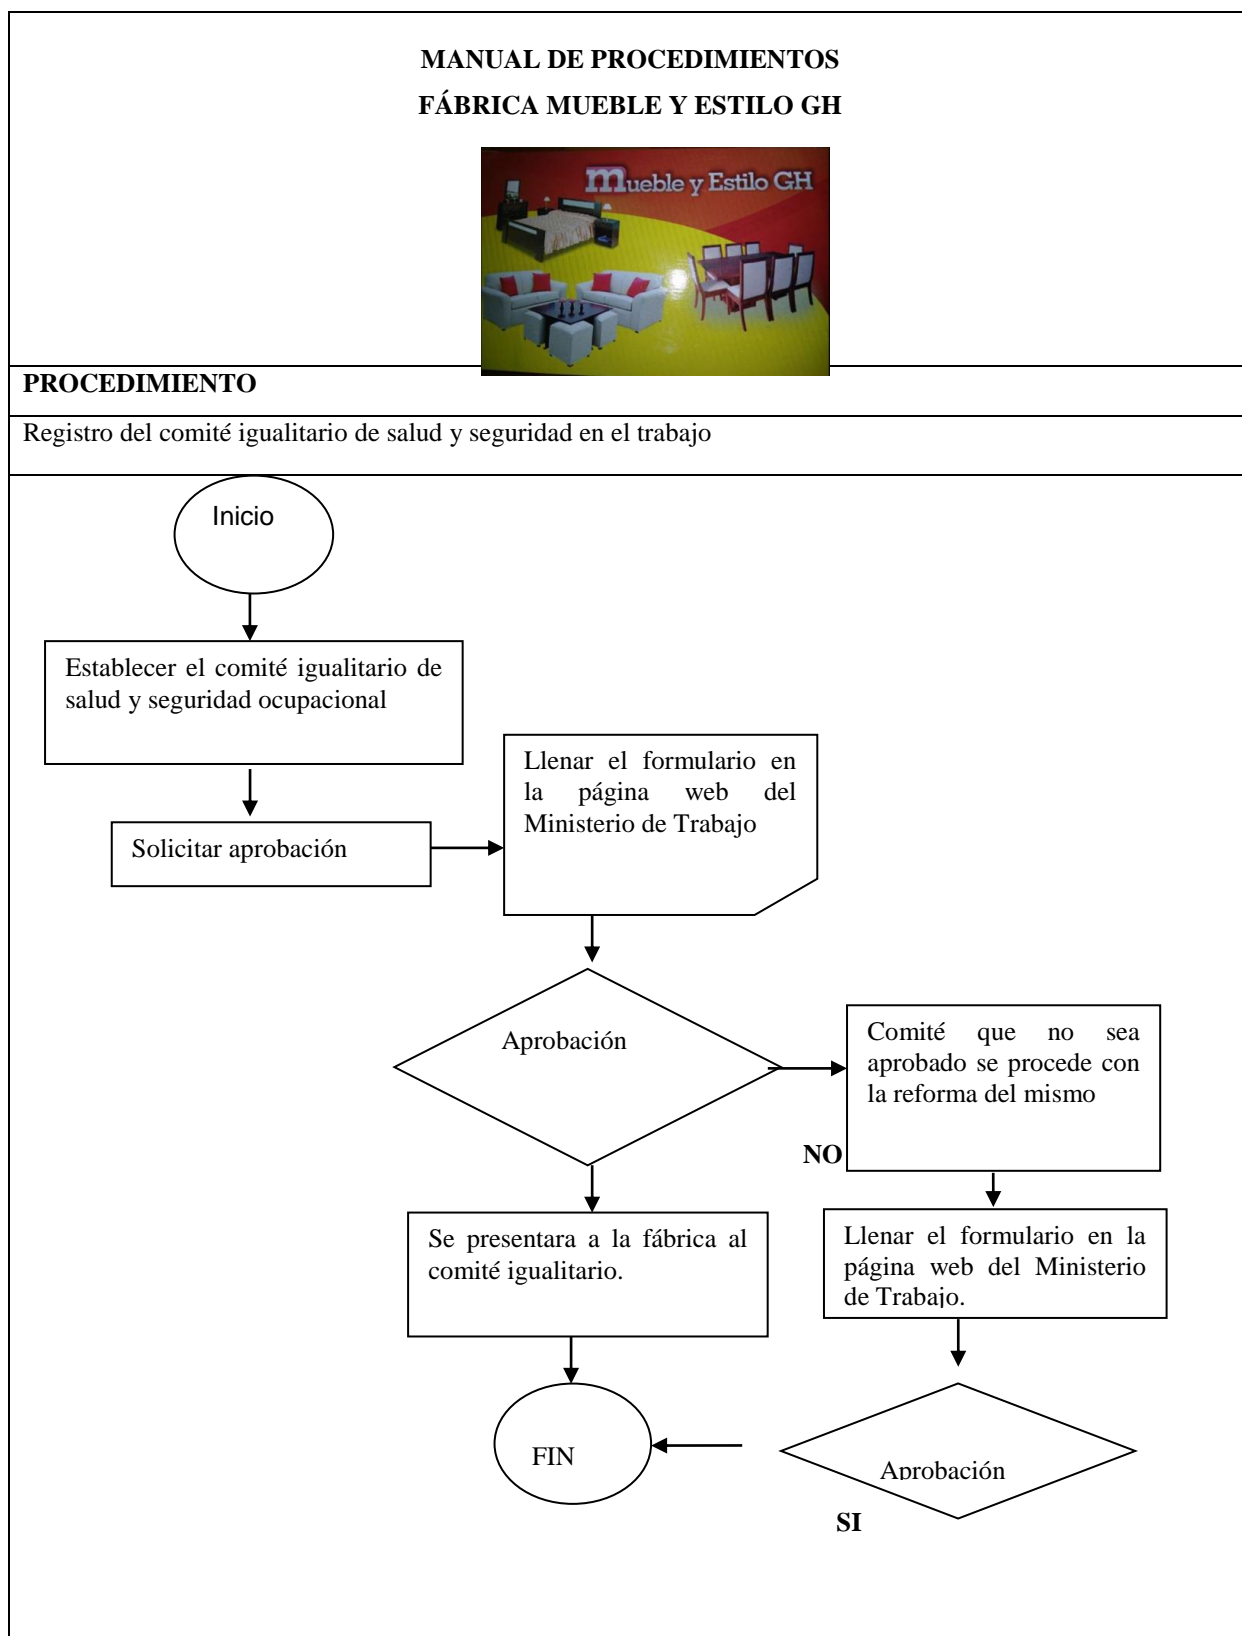 MANUAL DE PROCEDIMIENTOS
FÁBRICA MUEBLE Y ESTILO GH
mueble y Estilo GH
PROCEDIMIENTO
Registro del comité igualitario de salud y seguridad en el trabajo
Inicio
Establecer el comité igualitario de
salud y seguridad ocupacional
Llenar el formulario en
la página web del
Ministerio de Trabajo
Solicitar aprobación
Aprobación
Comité que no sea
aprobado se procede con
la reforma del mismo
NO
Se presentara a la fábrica al
comité igualitario.
Llenar el formulario en la
página web del Ministerio
de Trabajo.
FIN
Aprobación
SI